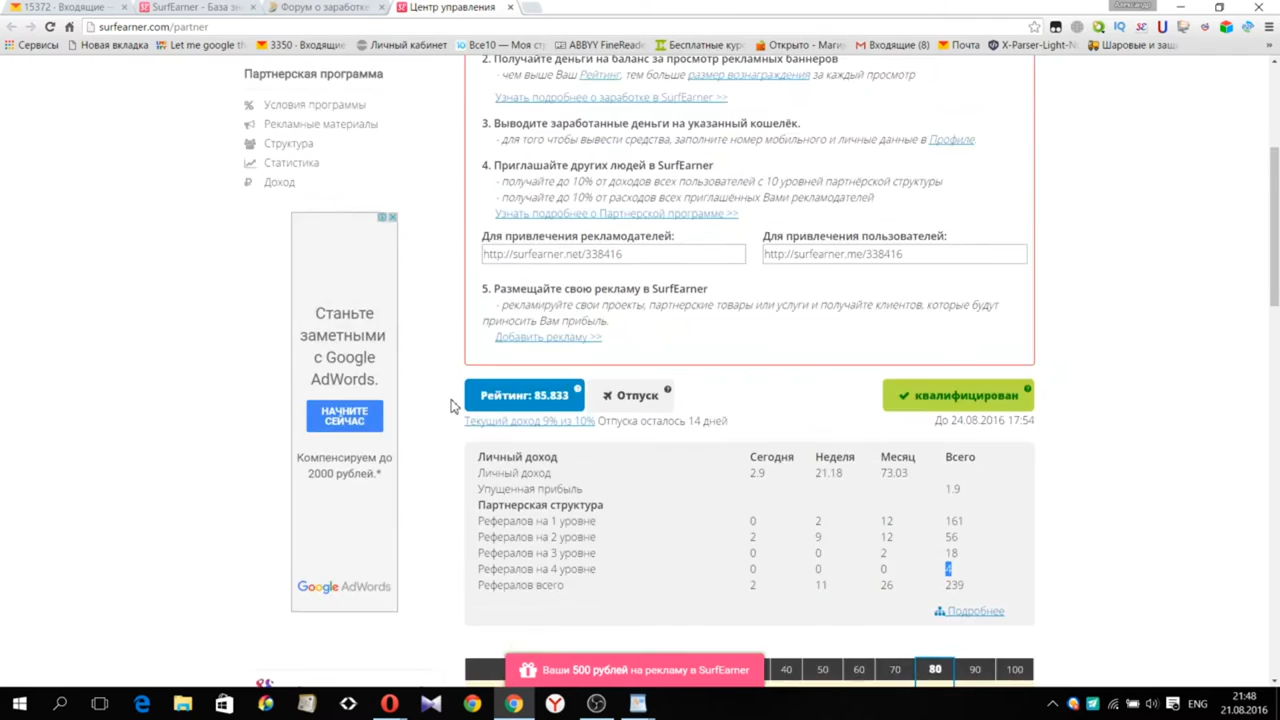 Александр
15372 - Входящие —
SurfEarner - База зн
Форум о заработке
Центр управления
surfearner.com/partner
Сервисы
Новая вкладка
Let me google th
3350 - Входящие
Личный кабинет
Все10 — Моя ст
ABBYY FineReade
Бесплатные кур
Открыто - Маги
Входящие (8)
Почта
X-Parser-Light-N
Шаровые и защ
Партнерская программа
Условия программы
Рекламные материалы
Структура
Статистика
Доход
2. Получайте деньги на баланс за просмотр рекламных баннеров
- чем выше Ваш Рейтинг, тем больше размер вознаграждения за каждый просмотр
Узнать подробнее о заработке в SurfEarner >>
3. Выводите заработанные деньги на указанный кошелёк.
- для того чтобы вывести средства, заполните номер мобильного и личные данные в Профиле.
4. Приглашайте других людей в SurfEarner
- получайте до 10% от доходов всех пользователей с 10 уровней партнёрской структуры
- получайте до 10% от расходов всех приглашённых Вами рекламодателей
Узнать подробнее о Партнерской программе >>
Для привлечения рекламодателей:
Для привлечения пользователей:
http://surfearner.net/338416
http://surfearner.me/338416
5. Размещайте свою рекламу в SurfEarner
- рекламируйте свои проекты, партнерские товары или услуги и получайте клиентов, которые будут
приносить Вам прибыль.
Добавить рекламу >>
Станьте
заметными
с Google
AdWords.
НАЧНИТЕ
СЕЙЧАС
Компенсируем до
2000 рублей.*
Google AdWords
Рейтинг: 85.833
Отпуск
квалифицирован
Текущий доход 9% из 10% Отпуска осталось 14 дней
До 24.08.2016 17:54
Личный доход Сегодня Неделя Месяц Всего
Личный доход 2.9 21.18 73.03
Упущенная прибыль 1.9
Партнерская структура
Рефералов на 1 уровне 0 2 12 161
Рефералов на 2 уровне 2 9 12 56
Рефералов на 3 уровне 0 0 2 18
Рефералов на 4 уровне 0 0 0 4
Рефералов всего 2 11 26 239
Подробнее
Ваши 500 рублей на рекламу в SurfEarner
40 50 60 70 80 90 100
ENG
21:48
21.08.2016